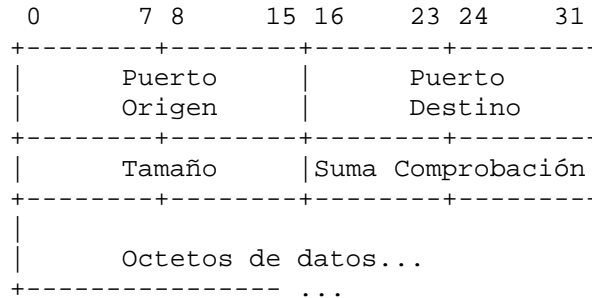 0 7 8 15 16 23 24 31
+--------+--------+--------+--------
| Puerto | Puerto
| Origen | Destino
+--------+--------+--------+--------
| Tamaño |Suma Comprobación
+--------+--------+--------+--------
|
| Octetos de datos...
+---------------- ...